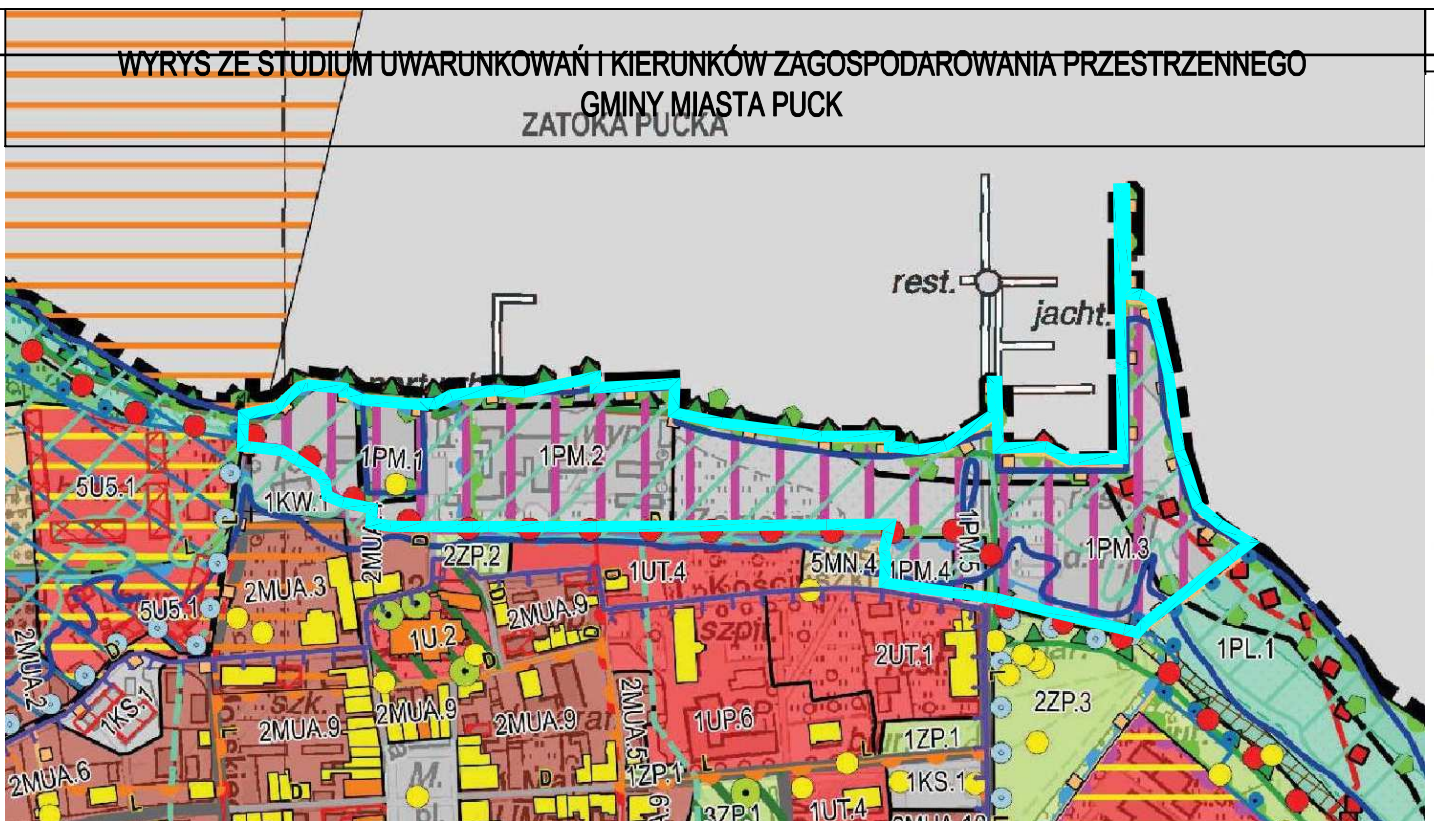 WYRYS ZE STUDIUM UWARUNKOWAŃ I KIERUNKÓW ZAGOSPODAROWANIA PRZESTRZENNEGO
GMINY MIASTA PUCK
ZATOKA PUCKA
rest.
jacht.
1PM.1
1PM.2
5U5.1
1KW.1
1PM.5
1PM.3
2ZP.2
1UT.4
5MN.4
1PM.4
2MUA.3
5U5.1
2MUA.9
1U.2
szpit.
2UT.1
1PL.1
2MUA.2
1KS.
szk.
2MUA.9
2MUA.9
2MUA.9
2MUA.5
1UP.6
2ZP.3
1ZP.1
2MUA.6
M.
1ZP.1
1KS.1
3ZP.1
1UT.4